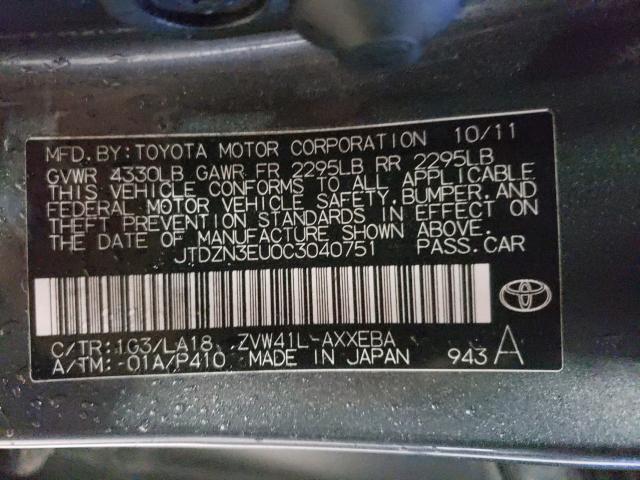 MFD.BY:TOYOTA MOTOR CORPORATION 10/11
GVWR 4330LB GAWR FR 2295LB RR 2295LB
THIS VEHICLE CONFORMS TO ALL APPLICABLE
FEDERAL MOTOR VEHICLE SAFETY,BUMPER,AND
THEFT PREVENTION STANDARDS IN EFFECT ON
THE DATE OF MANUFACTURE SHOWN ABOVE.
JTDZN3EU0C3040751 PASS.CAR
C/TR:1G3/LA18 ZVW41L-AXXEBA
A/TM:-01A/P410 MADE IN JAPAN 943 A